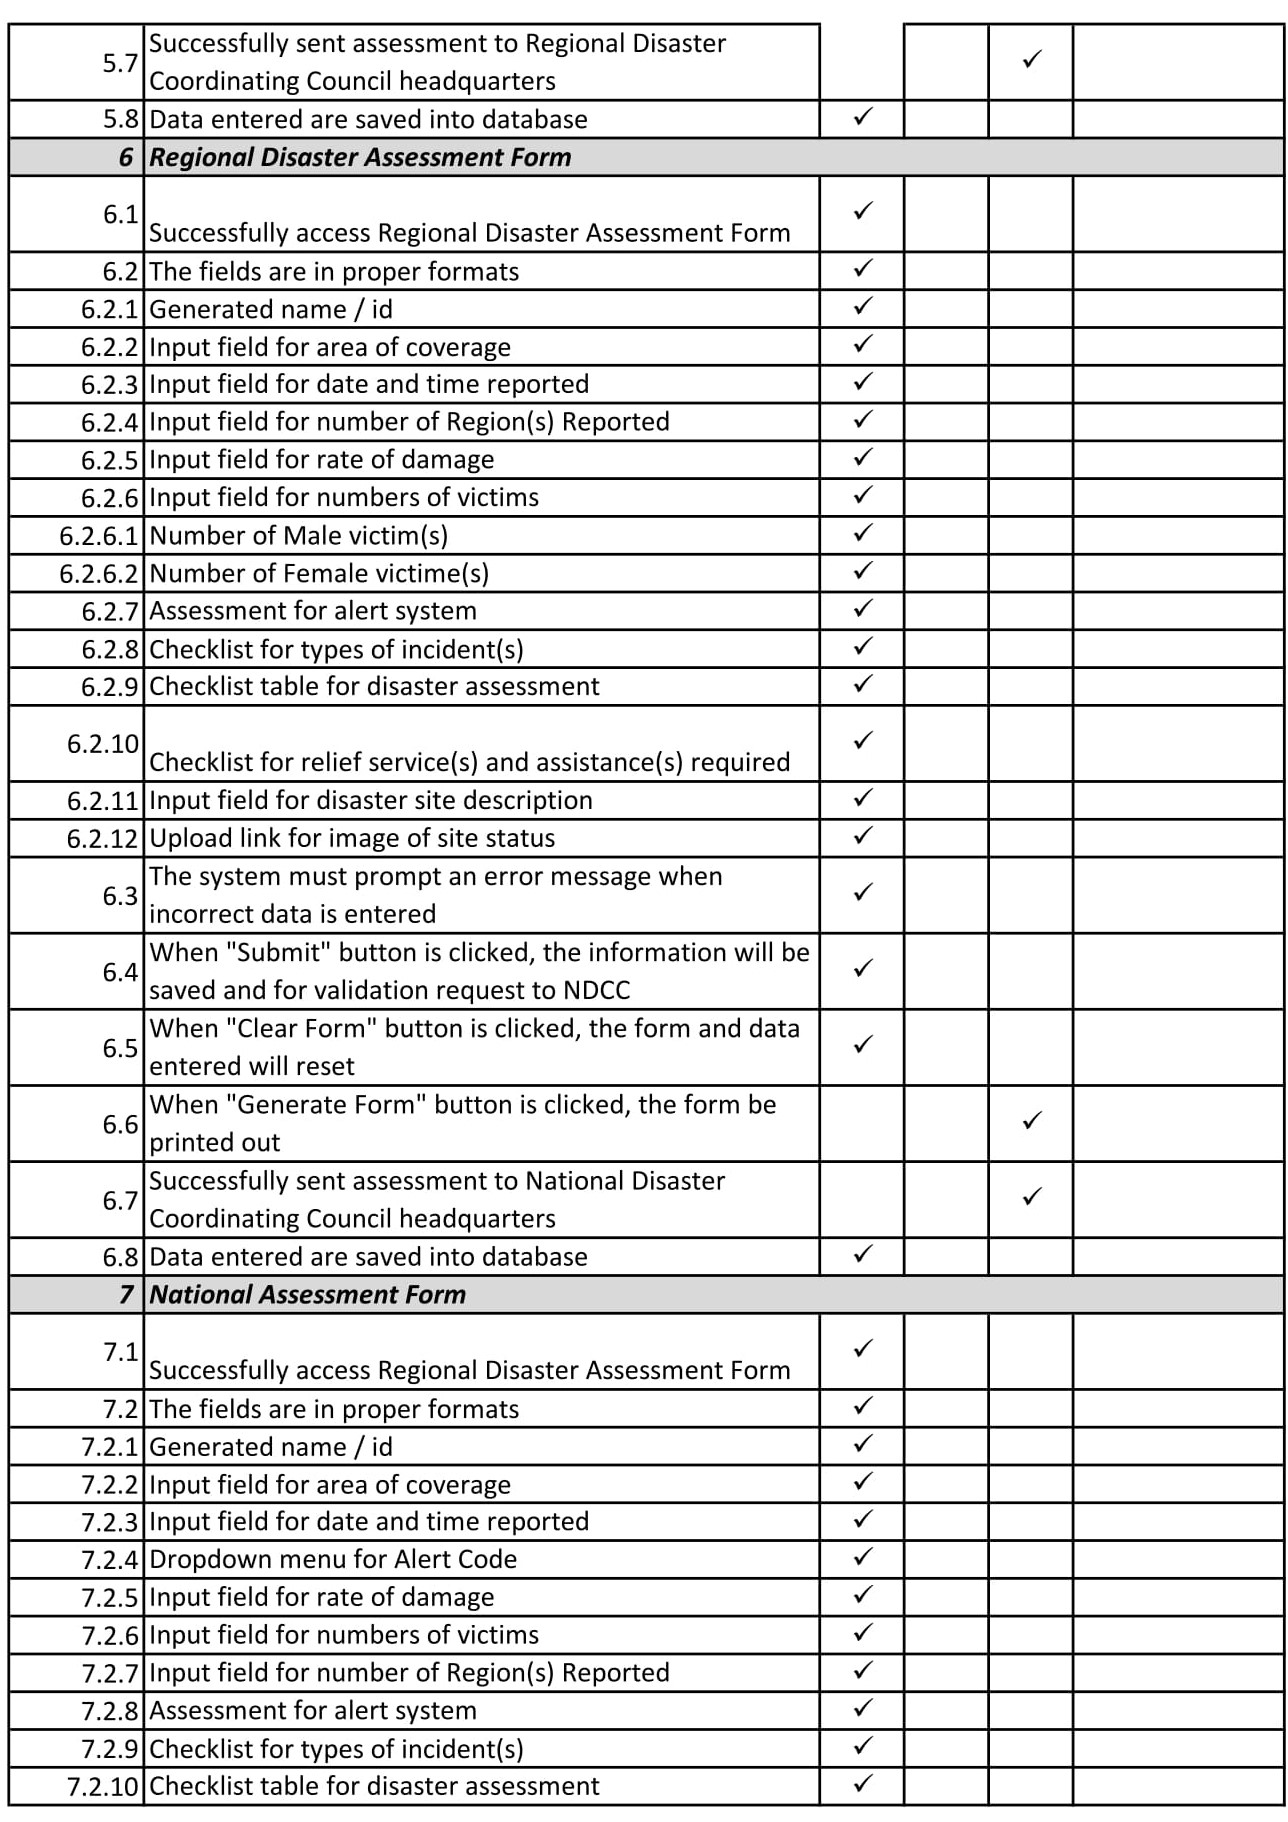 5.7 Successfully sent assessment to Regional Disaster
Coordinating Council headquarters ✓
5.8 Data entered are saved into database ✓
6 Regional Disaster Assessment Form
6.1 Successfully access Regional Disaster Assessment Form ✓
6.2 The fields are in proper formats ✓
6.2.1 Generated name / id ✓
6.2.2 Input field for area of coverage ✓
6.2.3 Input field for date and time reported ✓
6.2.4 Input field for number of Region(s) Reported ✓
6.2.5 Input field for rate of damage ✓
6.2.6 Input field for numbers of victims ✓
6.2.6.1 Number of Male victim(s) ✓
6.2.6.2 Number of Female victime(s) ✓
6.2.7 Assessment for alert system ✓
6.2.8 Checklist for types of incident(s) ✓
6.2.9 Checklist table for disaster assessment ✓
6.2.10 Checklist for relief service(s) and assistance(s) required ✓
6.2.11 Input field for disaster site description ✓
6.2.12 Upload link for image of site status ✓
6.3 The system must prompt an error message when
incorrect data is entered ✓
6.4 When "Submit" button is clicked, the information will be
saved and for validation request to NDCC ✓
6.5 When "Clear Form" button is clicked, the form and data
entered will reset ✓
6.6 When "Generate Form" button is clicked, the form be
printed out ✓
6.7 Successfully sent assessment to National Disaster
Coordinating Council headquarters ✓
6.8 Data entered are saved into database ✓
7 National Assessment Form
7.1 Successfully access Regional Disaster Assessment Form ✓
7.2 The fields are in proper formats ✓
7.2.1 Generated name / id ✓
7.2.2 Input field for area of coverage ✓
7.2.3 Input field for date and time reported ✓
7.2.4 Dropdown menu for Alert Code ✓
7.2.5 Input field for rate of damage ✓
7.2.6 Input field for numbers of victims ✓
7.2.7 Input field for number of Region(s) Reported ✓
7.2.8 Assessment for alert system ✓
7.2.9 Checklist for types of incident(s) ✓
7.2.10 Checklist table for disaster assessment ✓